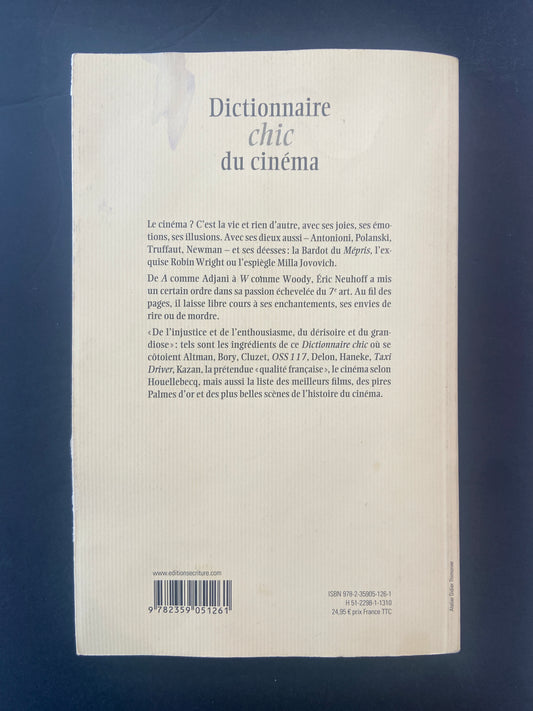 Dictionnaire
chic
du cinéma
Le cinéma ? C'est la vie et rien d'autre, avec ses joies, ses émo-
tions, ses illusions. Avec ses dieux aussi – Antonioni, Polanski,
Truffaut, Newman – et ses déesses : la Bardot du Mépris, l'ex-
quise Robin Wright ou l'espiègle Milla Jovovich.
De A comme Adjani à W comme Woody, Éric Neuhoff a mis
un certain ordre dans sa passion échevelée du 7e art. Au fil des
pages, il laisse libre cours à ses enchantements, ses envies de
rire ou de mordre.
« De l'injustice et de l'enthousiasme, du dérisoire et du gran-
diose » : tels sont les ingrédients de ce Dictionnaire chic où se
côtoient Altman, Bory, Cluzet, OSS 117, Delon, Haneke, Taxi
Driver, Kazan, la prétendue « qualité française », le cinéma selon
Houellebecq, mais aussi la liste des meilleurs films, des pires
Palmes d'or et des plus belles scènes de l'histoire du cinéma.
www.editionsecriture.com
9 782359 051261
ISBN 978-2-35905-126-1
H 51-2298-1-1310
24,95 € prix France TTC
Atelier Didier Thimonier